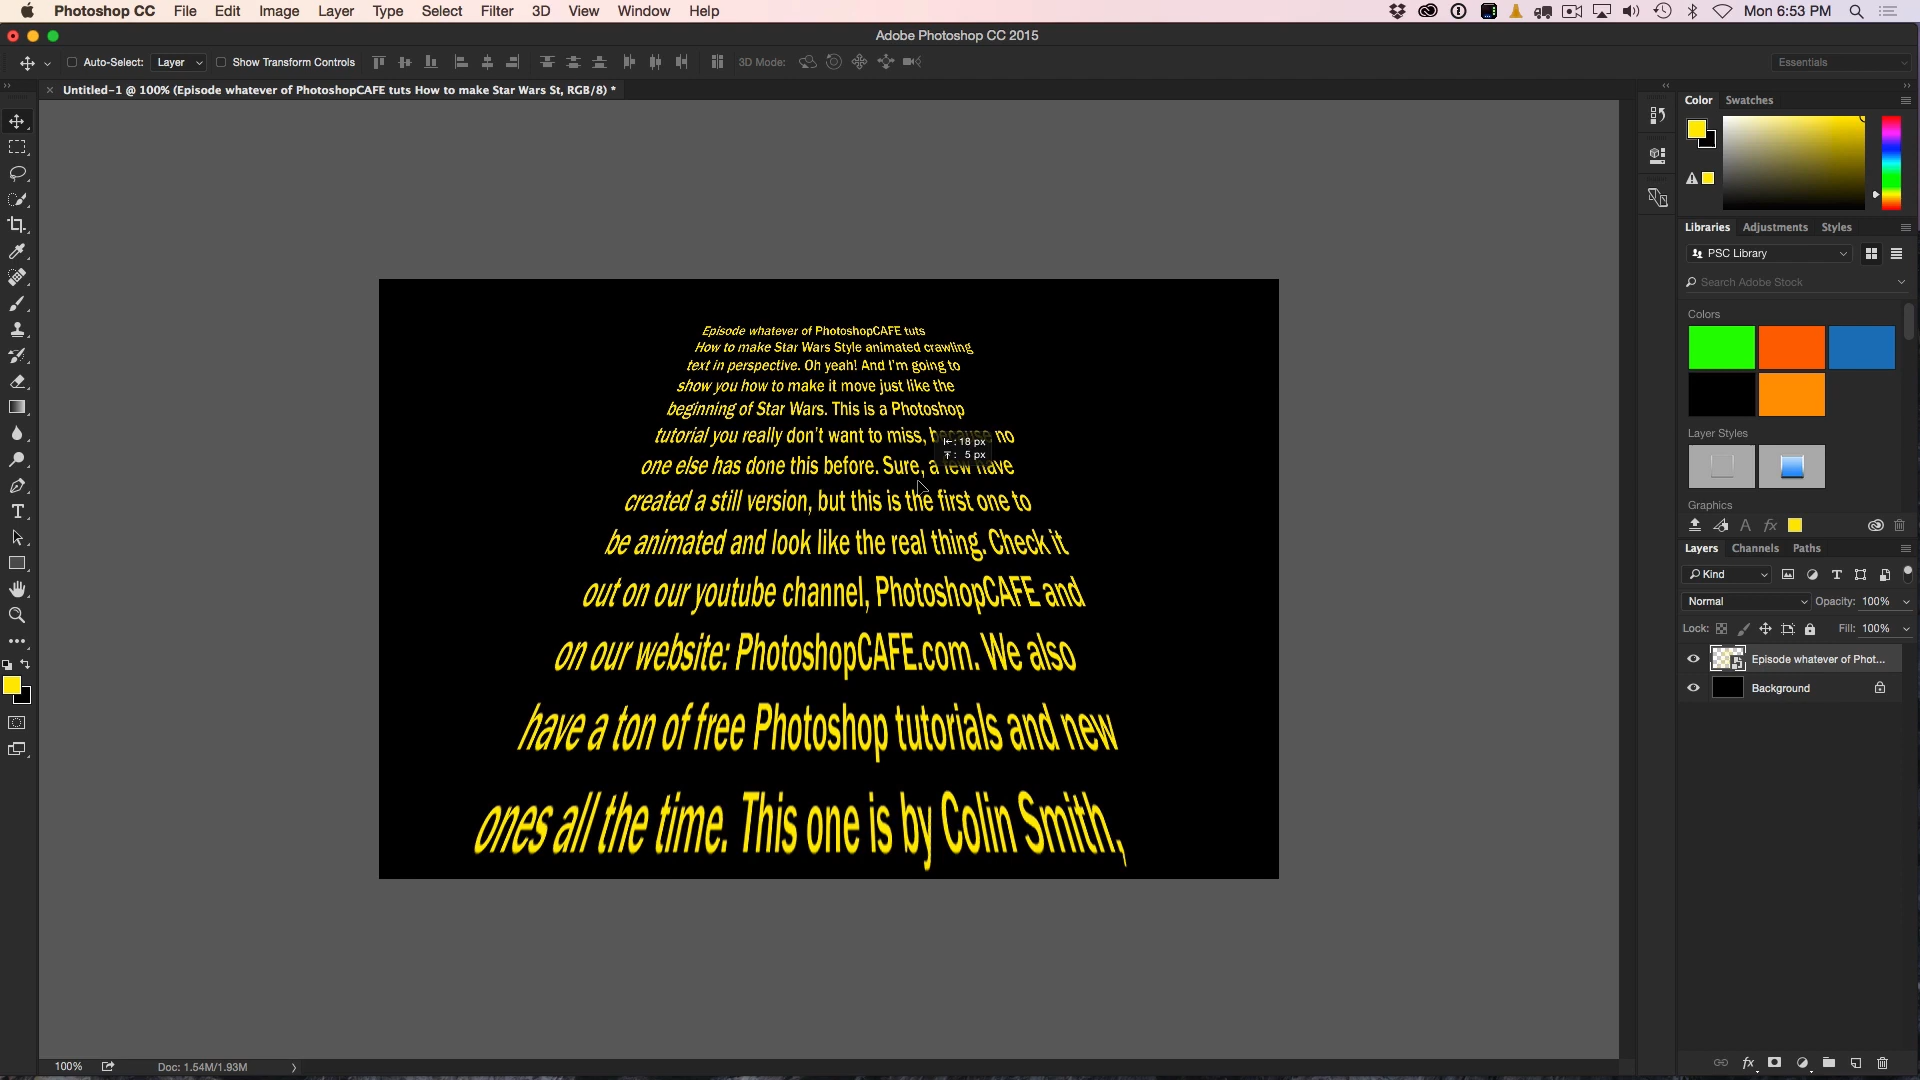 Photoshop CC File Edit Image Layer Type Select Filter 3D View Window Help Mon 6:53 PM
Adobe Photoshop CC 2015
Auto-Select: Layer Show Transform Controls 3D Mode: Essentials
Untitled-1 @ 100% (Episode whatever of PhotoshopCAFE tuts How to make Star Wars St, RGB/8) *
Color Swatches
Libraries Adjustments Styles
PSC Library
Search Adobe Stock
Colors
Layer Styles
Graphics
Layers Channels Paths
Kind
Normal Opacity: 100%
Lock: Fill: 100%
Episode whatever of Phot...
Background
Episode whatever of PhotoshopCAFE tuts
How to make Star Wars Style animated crawling
text in perspective. Oh yeah! And I'm going to
show you how to make it move just like the
beginning of Star Wars. This is a Photoshop
tutorial you really don't want to miss, because no
one else has done this before. Sure, a few have
created a still version, but this is the first one to
be animated and look like the real thing. Check it
out on our youtube channel, PhotoshopCAFE and
on our website: PhotoshopCAFE.com. We also
have a ton of free Photoshop tutorials and new
ones all the time. This one is by Colin Smith,
: 18 px
: 5 px
100% Doc: 1.54M/1.93M